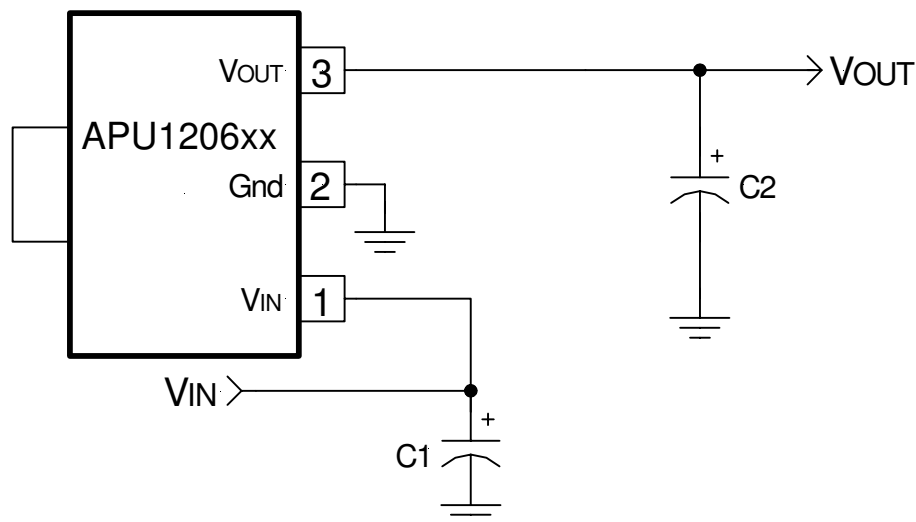 VOUT 3
VOUT
APU1206xx
+
C2
Gnd 2
VIN 1
VIN
+
C1